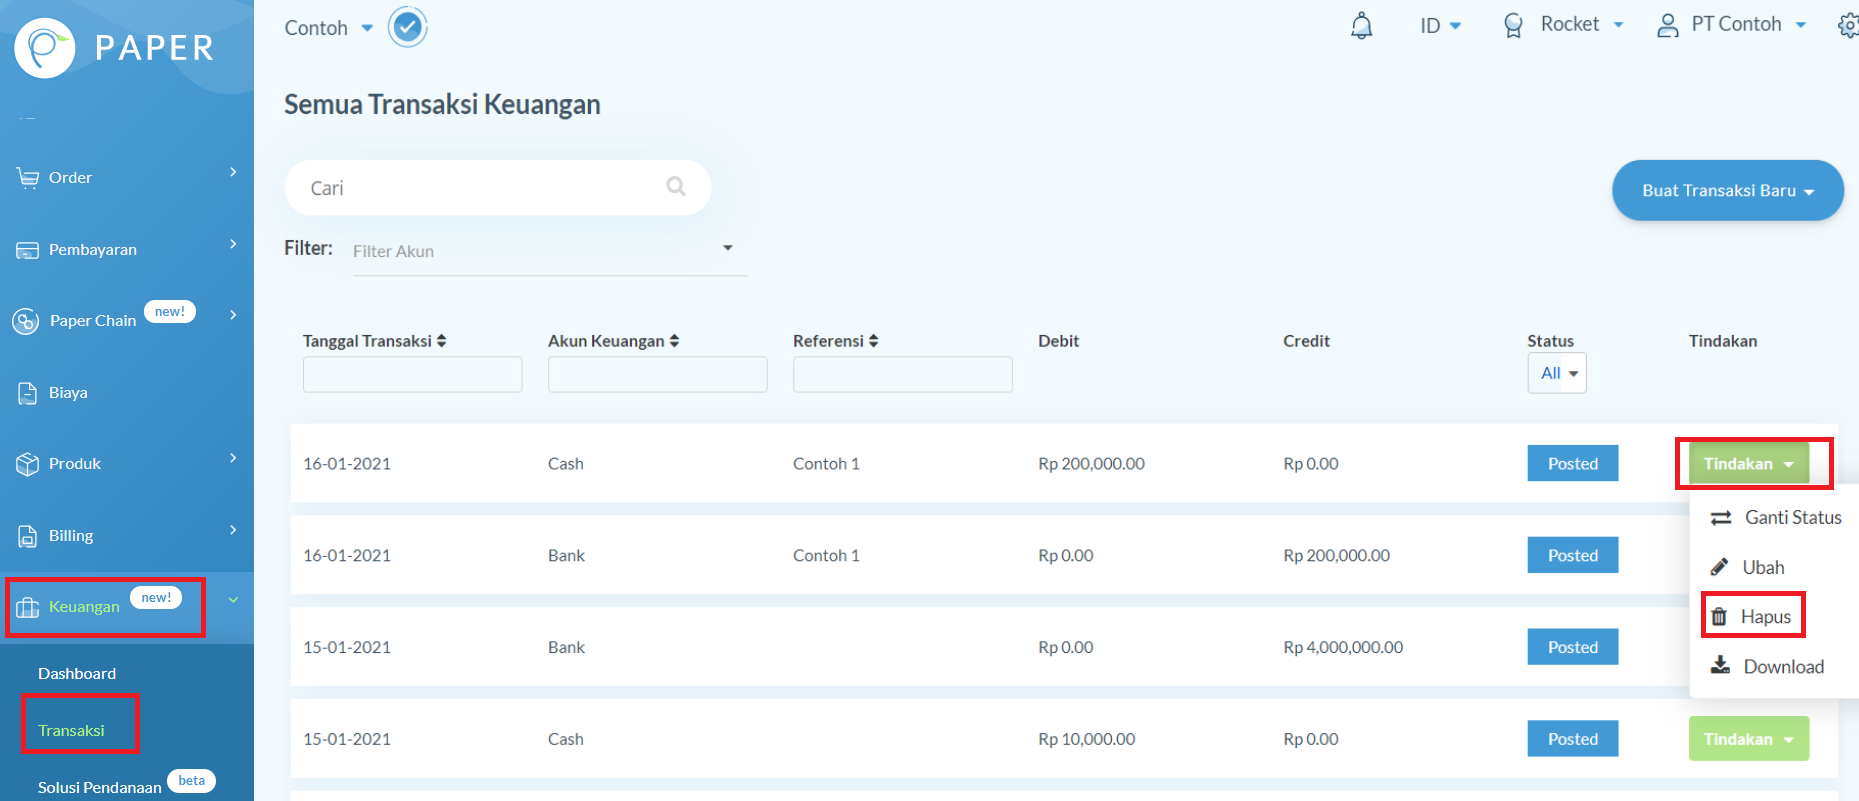 PAPER
Contoh
ID
Rocket
PT Contoh
Order
Pembayaran
Paper Chain new!
Biaya
Produk
Billing
Keuangan new!
Dashboard
Transaksi
Solusi Pendanaan beta
Semua Transaksi Keuangan
Cari
Buat Transaksi Baru
Filter: Filter Akun
Tanggal Transaksi Akun Keuangan Referensi Debit Credit Status Tindakan
All
16-01-2021 Cash Contoh 1 Rp 200,000.00 Rp 0.00 Posted Tindakan
Ganti Status
16-01-2021 Bank Contoh 1 Rp 0.00 Rp 200,000.00 Posted
Ubah
Hapus
15-01-2021 Bank Rp 0.00 Rp 4,000,000.00 Posted
Download
15-01-2021 Cash Rp 10,000.00 Rp 0.00 Posted Tindakan